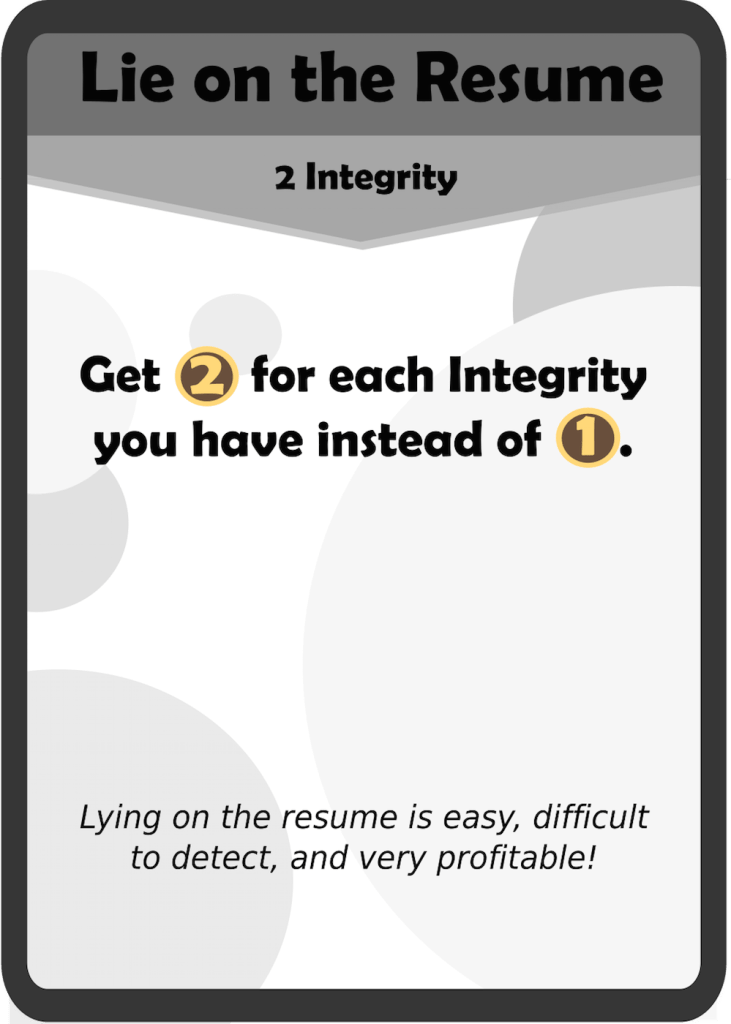 Lie on the Resume
2 Integrity
Get 2 for each Integrity
you have instead of 1.
Lying on the resume is easy, difficult
to detect, and very profitable!